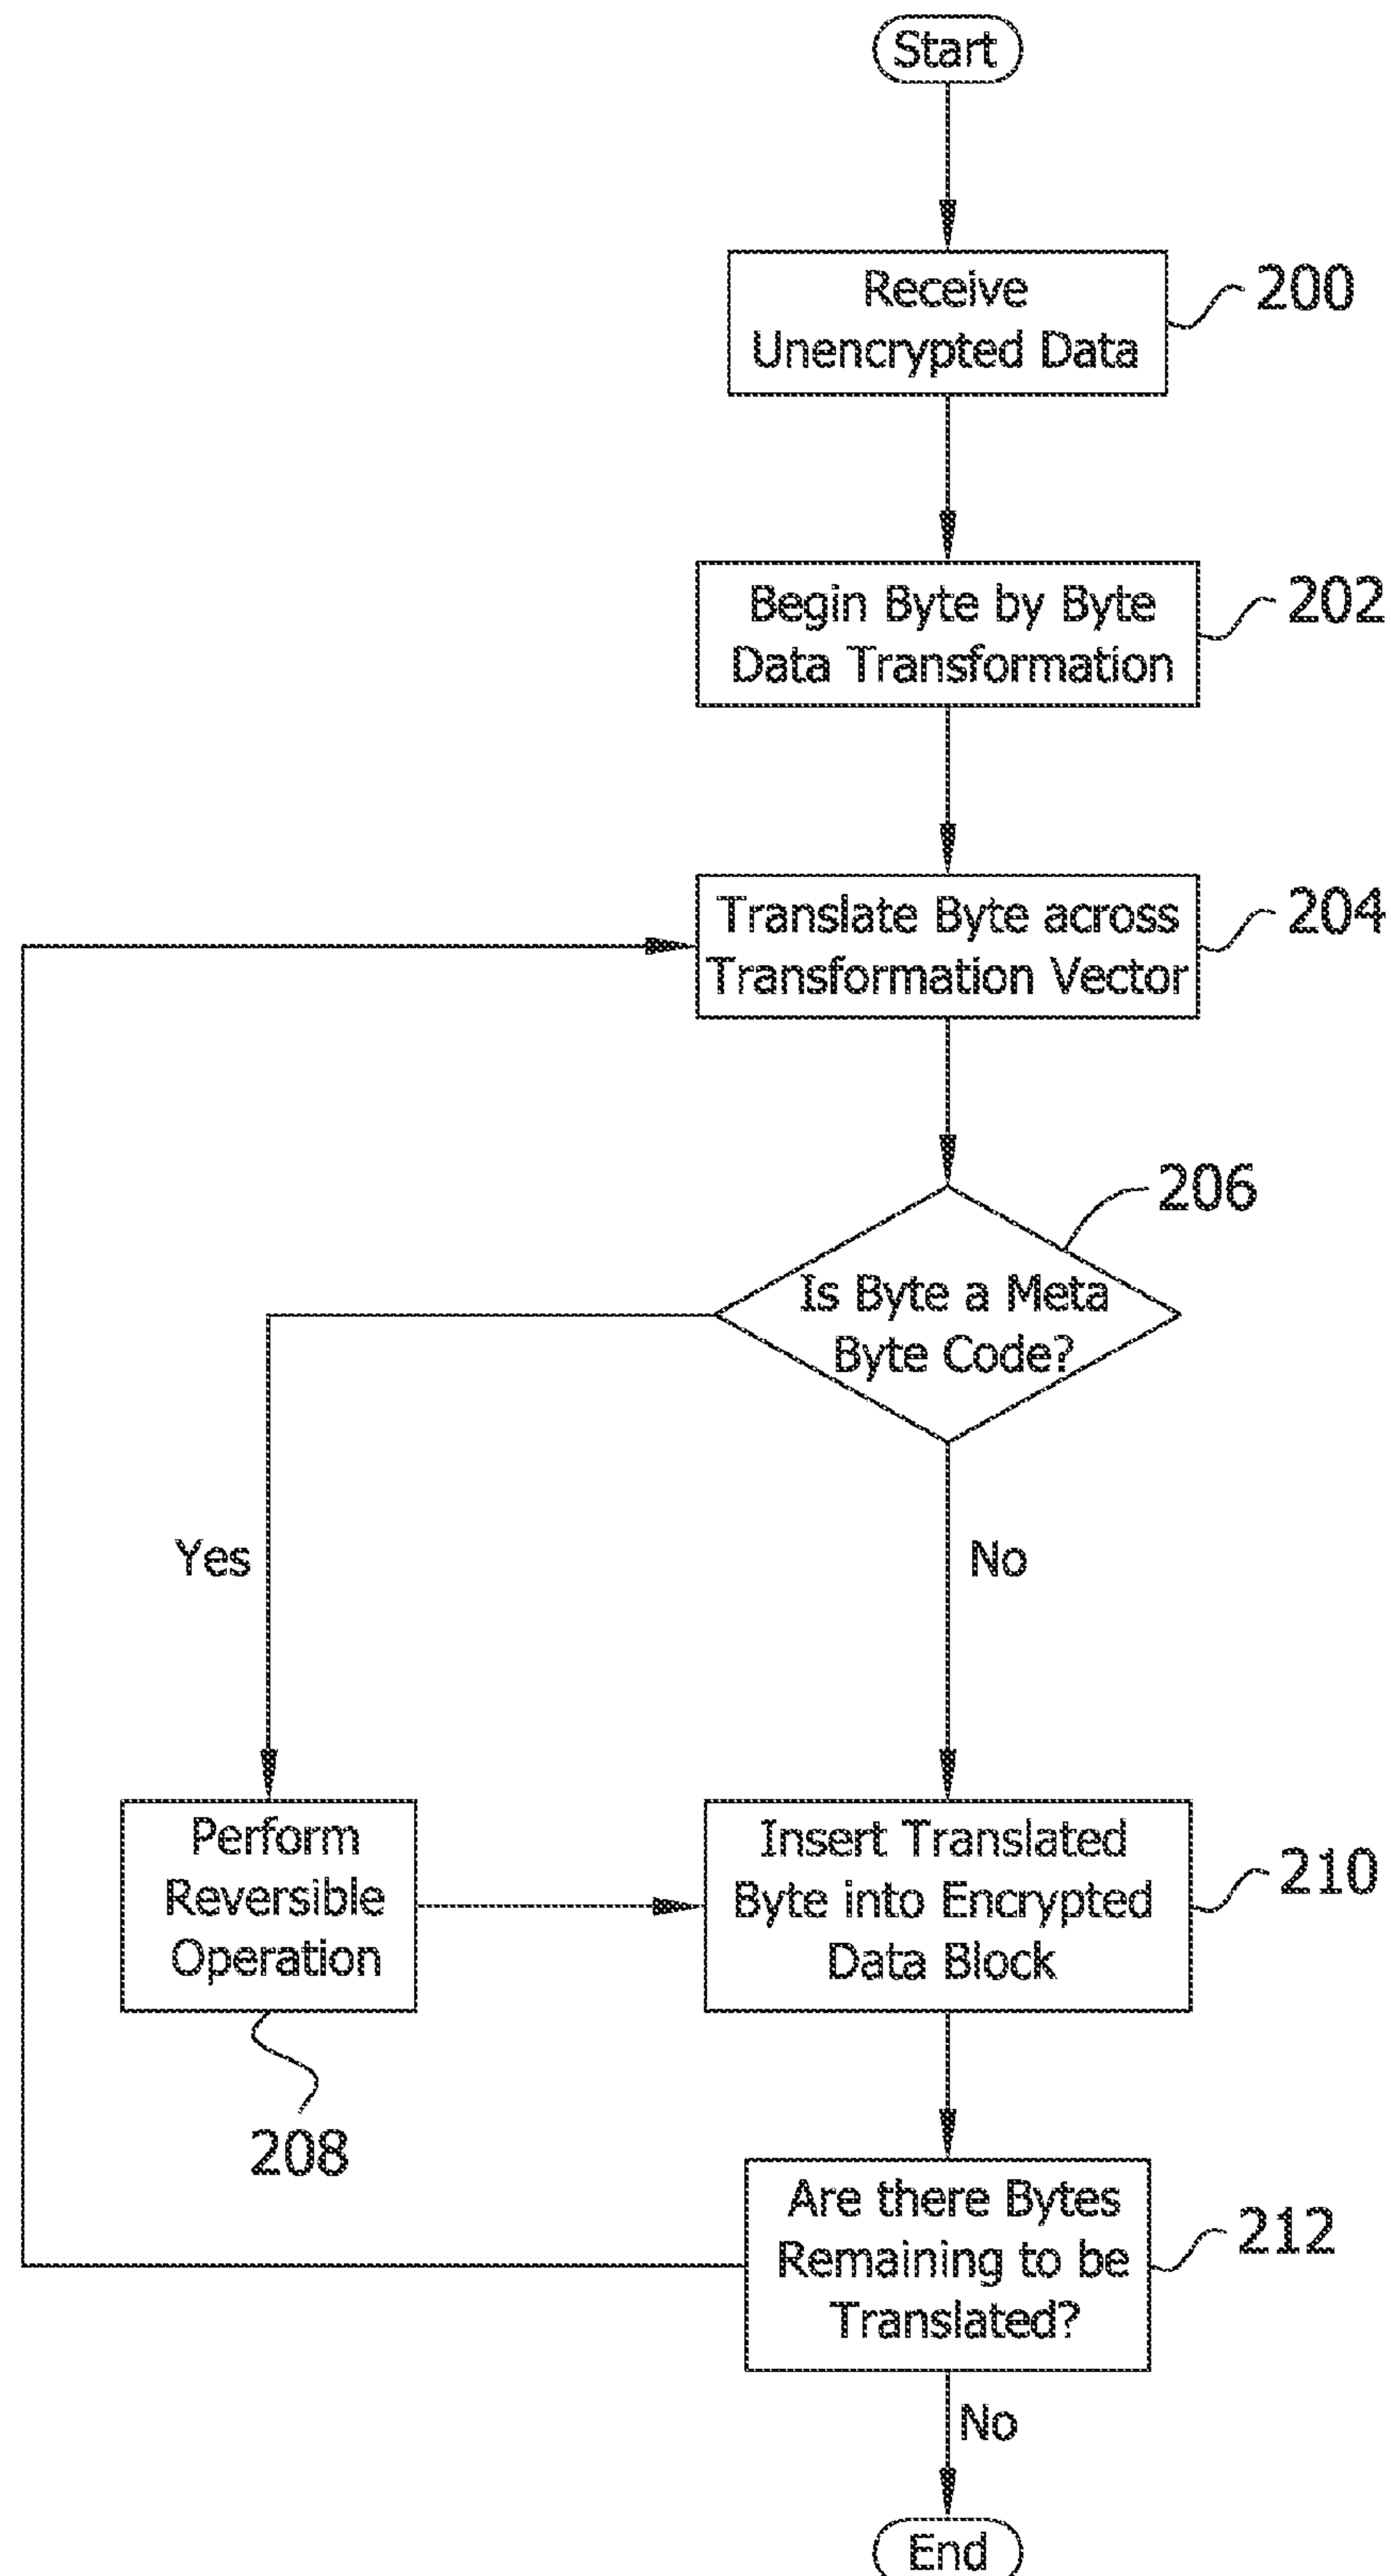 Start
Receive
Unencrypted Data
200
Begin Byte by Byte
Data Transformation
202
Translate Byte across
Transformation Vector
204
206
Is Byte a Meta
Byte Code?
Yes
No
Perform
Reversible
Operation
208
Insert Translated
Byte into Encrypted
Data Block
210
Are there Bytes
Remaining to be
Translated?
212
No
End